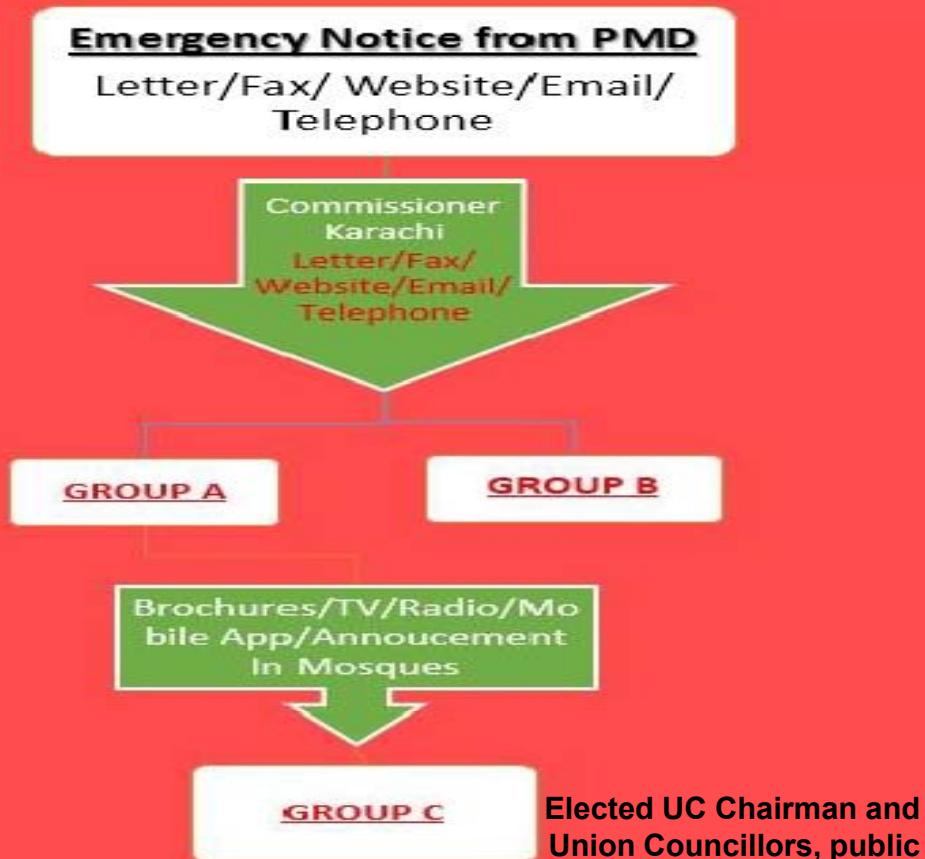 Emergency Notice from PMD
Letter/Fax/ Website/Email/
Telephone
Commissioner
Karachi
Letter/Fax/
Website/Email/
Telephone
GROUP A
GROUP B
Brochures/TV/Radio/Mo
bile App/Annoucement
In Mosques
GROUP C
Elected UC Chairman and
Union Councillors, public